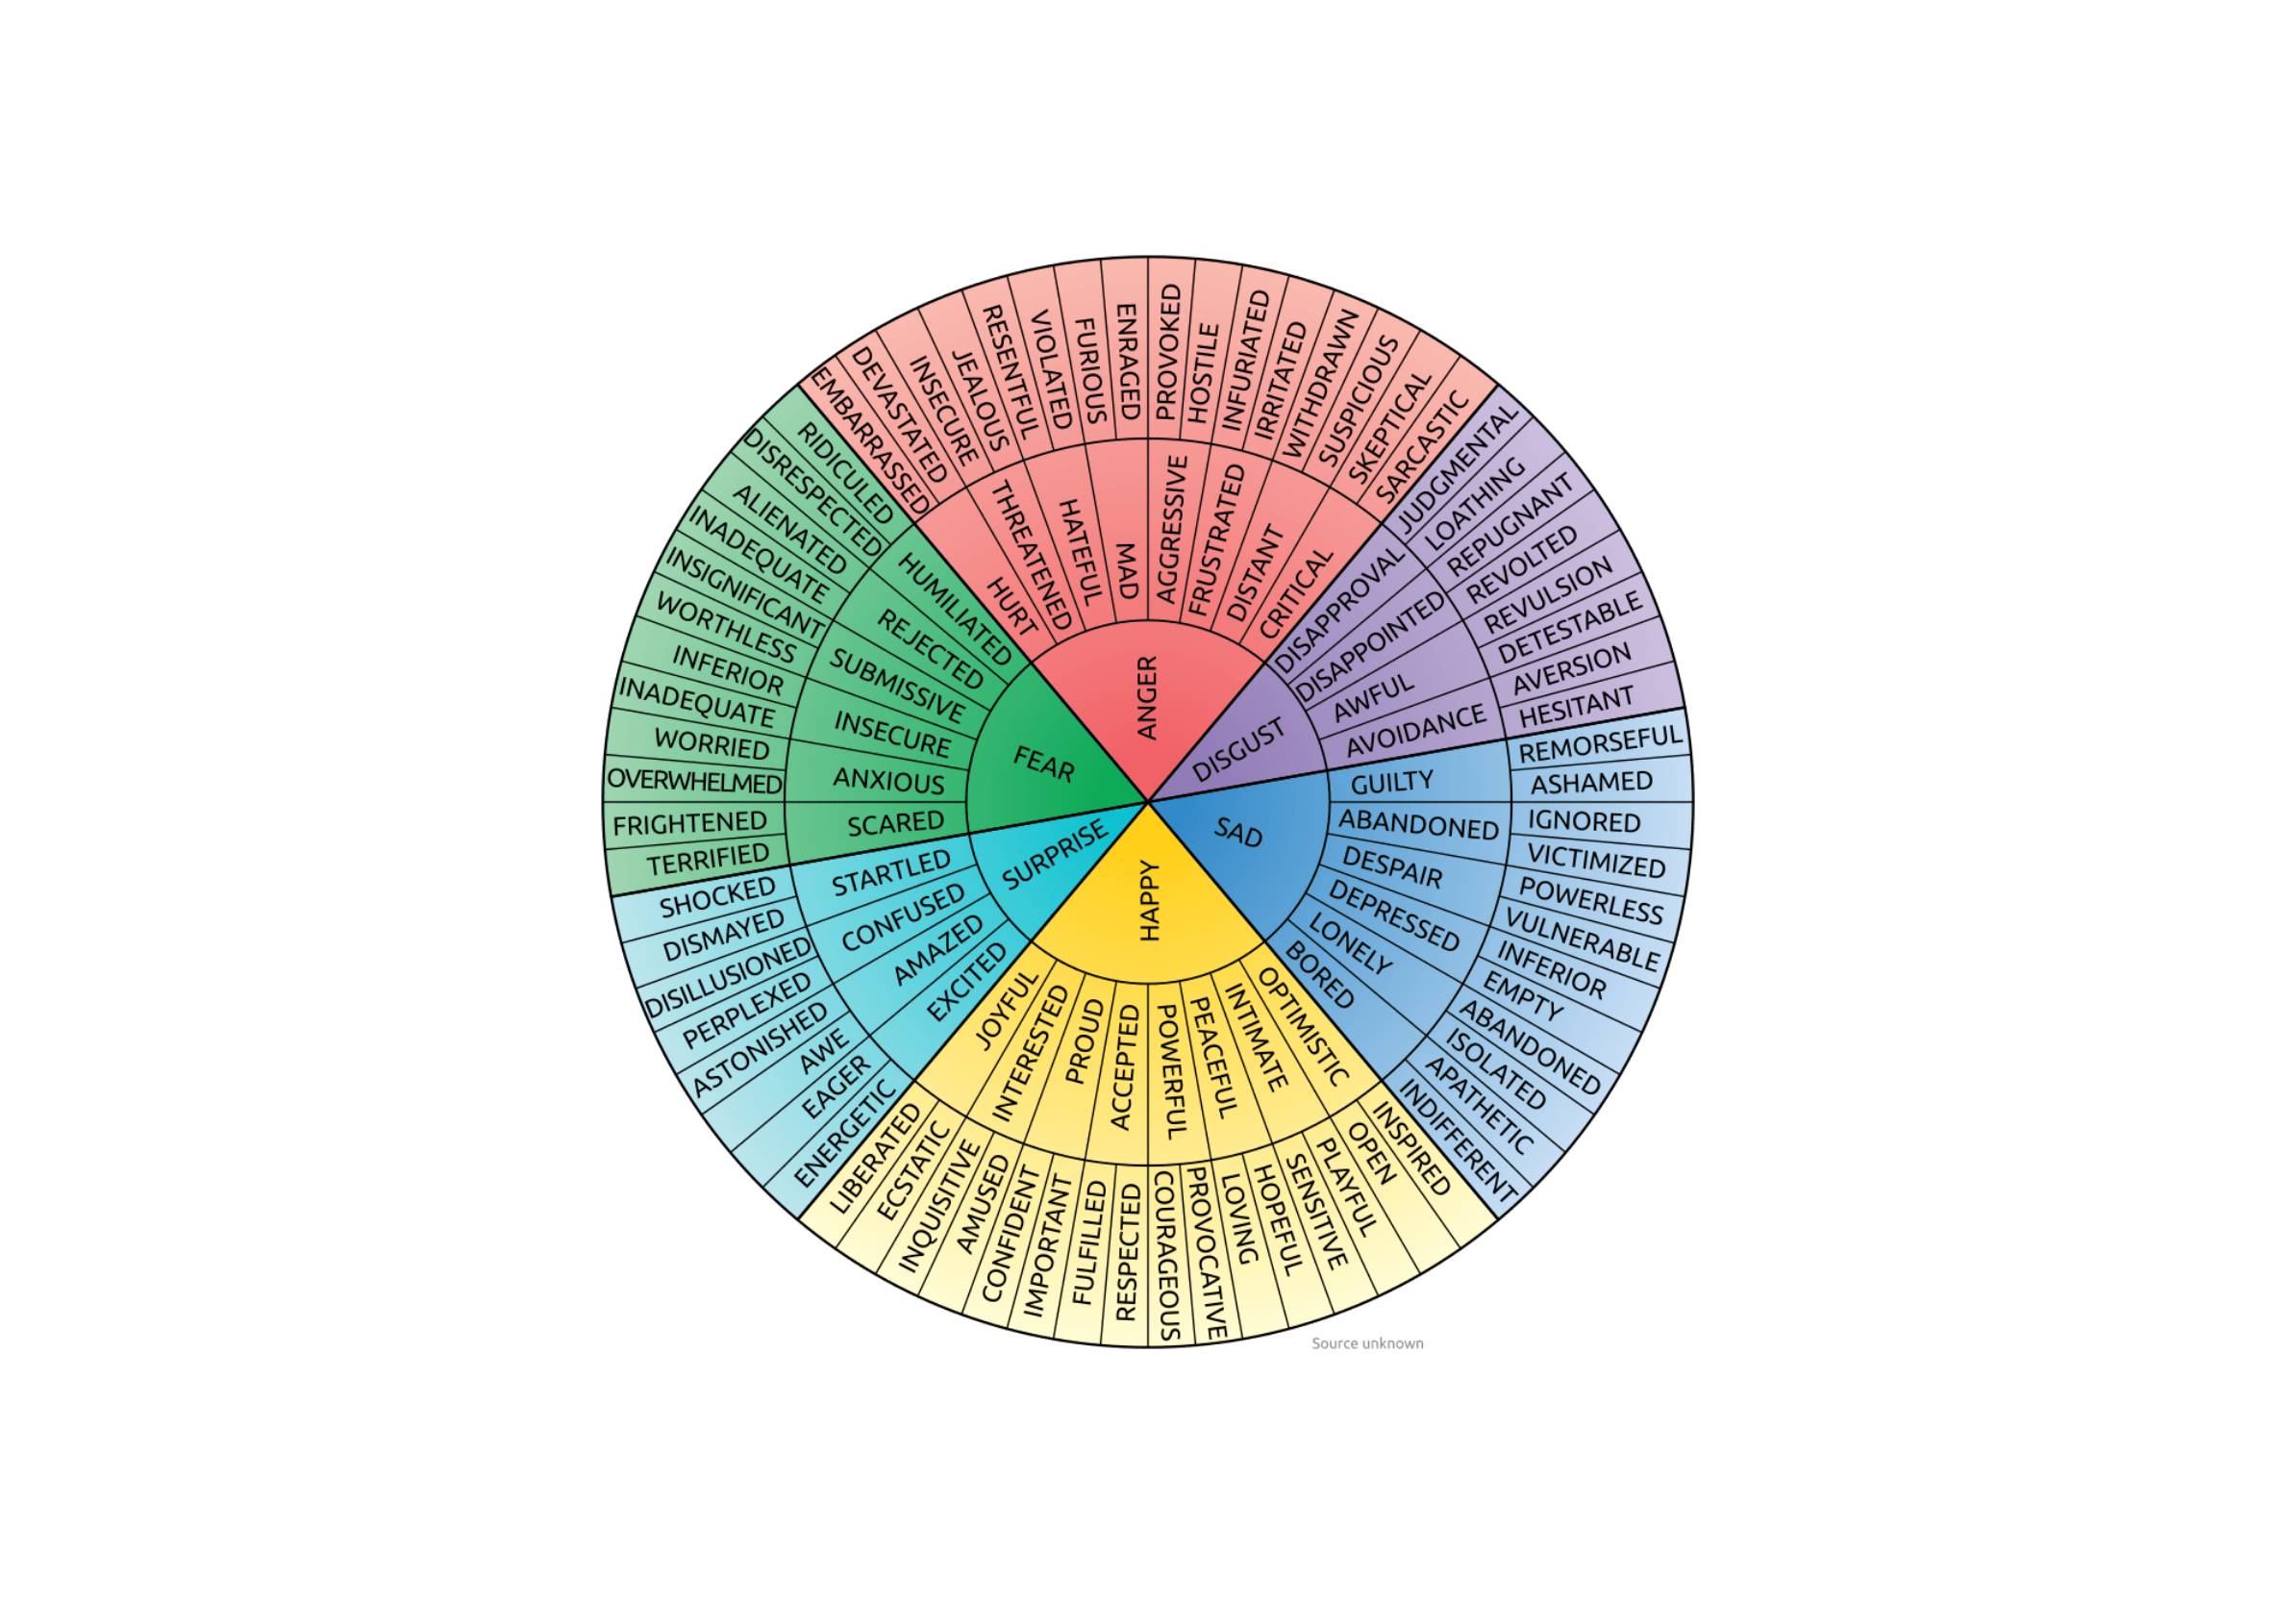 ANGER
DISGUST
SAD
HAPPY
SURPRISE
FEAR
HURT
THREATENED
HATEFUL
MAD
AGGRESSIVE
FRUSTRATED
DISTANT
CRITICAL
DISAPPROVAL
DISAPPOINTED
AWFUL
AVOIDANCE
GUILTY
ABANDONED
DESPAIR
DEPRESSED
LONELY
BORED
OPTIMISTIC
INTIMATE
PEACEFUL
POWERFUL
ACCEPTED
PROUD
INTERESTED
JOYFUL
EXCITED
AMAZED
CONFUSED
STARTLED
SCARED
ANXIOUS
INSECURE
SUBMISSIVE
REJECTED
HUMILIATED
EMBARRASSED
DEVASTATED
INSECURE
JEALOUS
RESENTFUL
VIOLATED
FURIOUS
ENRAGED
PROVOKED
HOSTILE
INFURIATED
IRRITATED
WITHDRAWN
SUSPICIOUS
SKEPTICAL
SARCASTIC
JUDGMENTAL
LOATHING
REPUGNANT
REVOLTED
REVULSION
DETESTABLE
AVERSION
HESITANT
REMORSEFUL
ASHAMED
IGNORED
VICTIMIZED
POWERLESS
VULNERABLE
INFERIOR
EMPTY
ABANDONED
ISOLATED
APATHETIC
INDIFFERENT
INSPIRED
OPEN
PLAYFUL
SENSITIVE
HOPEFUL
LOVING
PROVOCATIVE
COURAGEOUS
RESPECTED
FULFILLED
IMPORTANT
CONFIDENT
AMUSED
INQUISITIVE
ECSTATIC
LIBERATED
ENERGETIC
EAGER
AWE
ASTONISHED
PERPLEXED
DISILLUSIONED
DISMAYED
SHOCKED
TERRIFIED
FRIGHTENED
OVERWHELMED
WORRIED
INADEQUATE
INFERIOR
WORTHLESS
INSIGNIFICANT
INADEQUATE
ALIENATED
DISRESPECTED
RIDICULED
Source unknown